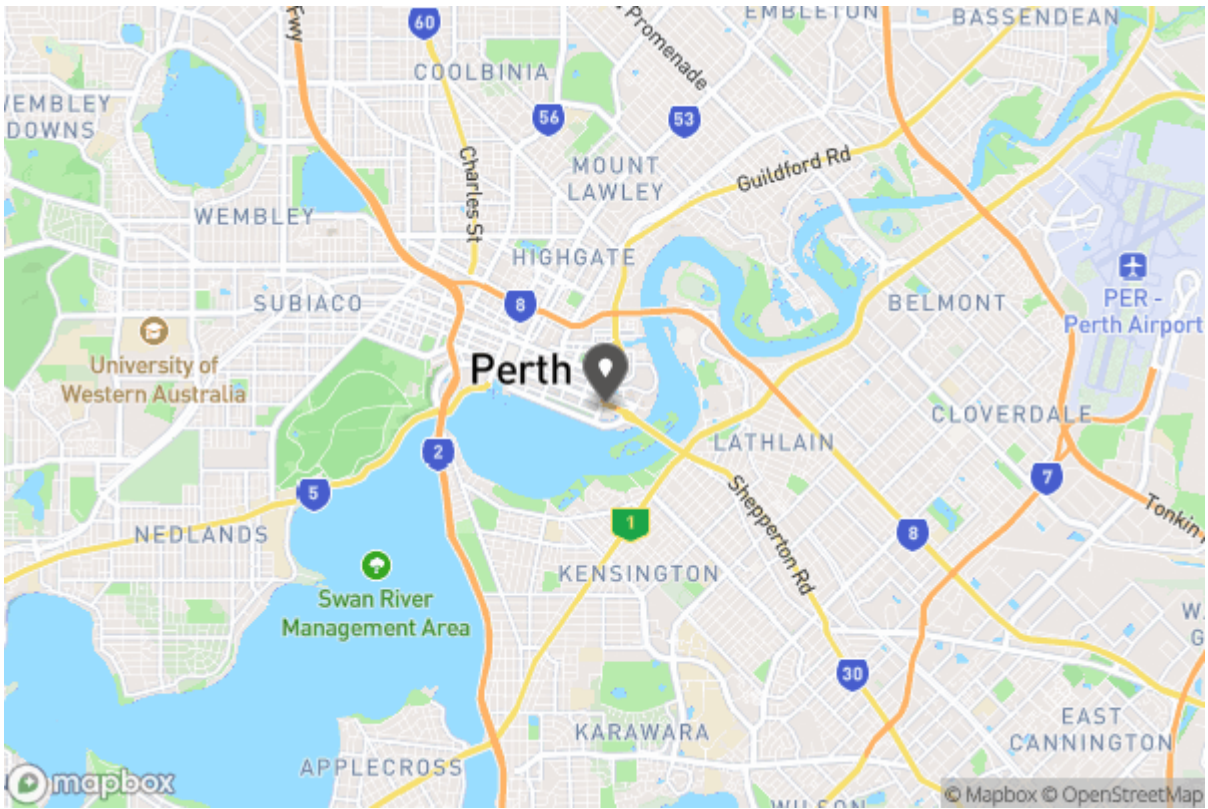 60
Fwy
Promenade
EMBLETON
BASSENDEAN
COOLBINIA
WEMBLEY
DOWNS
56
53
Charles St
MOUNT
LAWLEY
Guildford Rd
WEMBLEY
HIGHGATE
SUBIACO
8
BELMONT
PER -
Perth Airport
University of
Western Australia
Perth
CLOVERDALE
LATHLAIN
2
7
5
Shepperton Rd
Tonkin
1
8
NEDLANDS
KENSINGTON
Swan River
Management Area
30
KARAWARA
EAST
CANNINGTON
APPLECROSS
mapbox
© Mapbox © OpenStreetMap